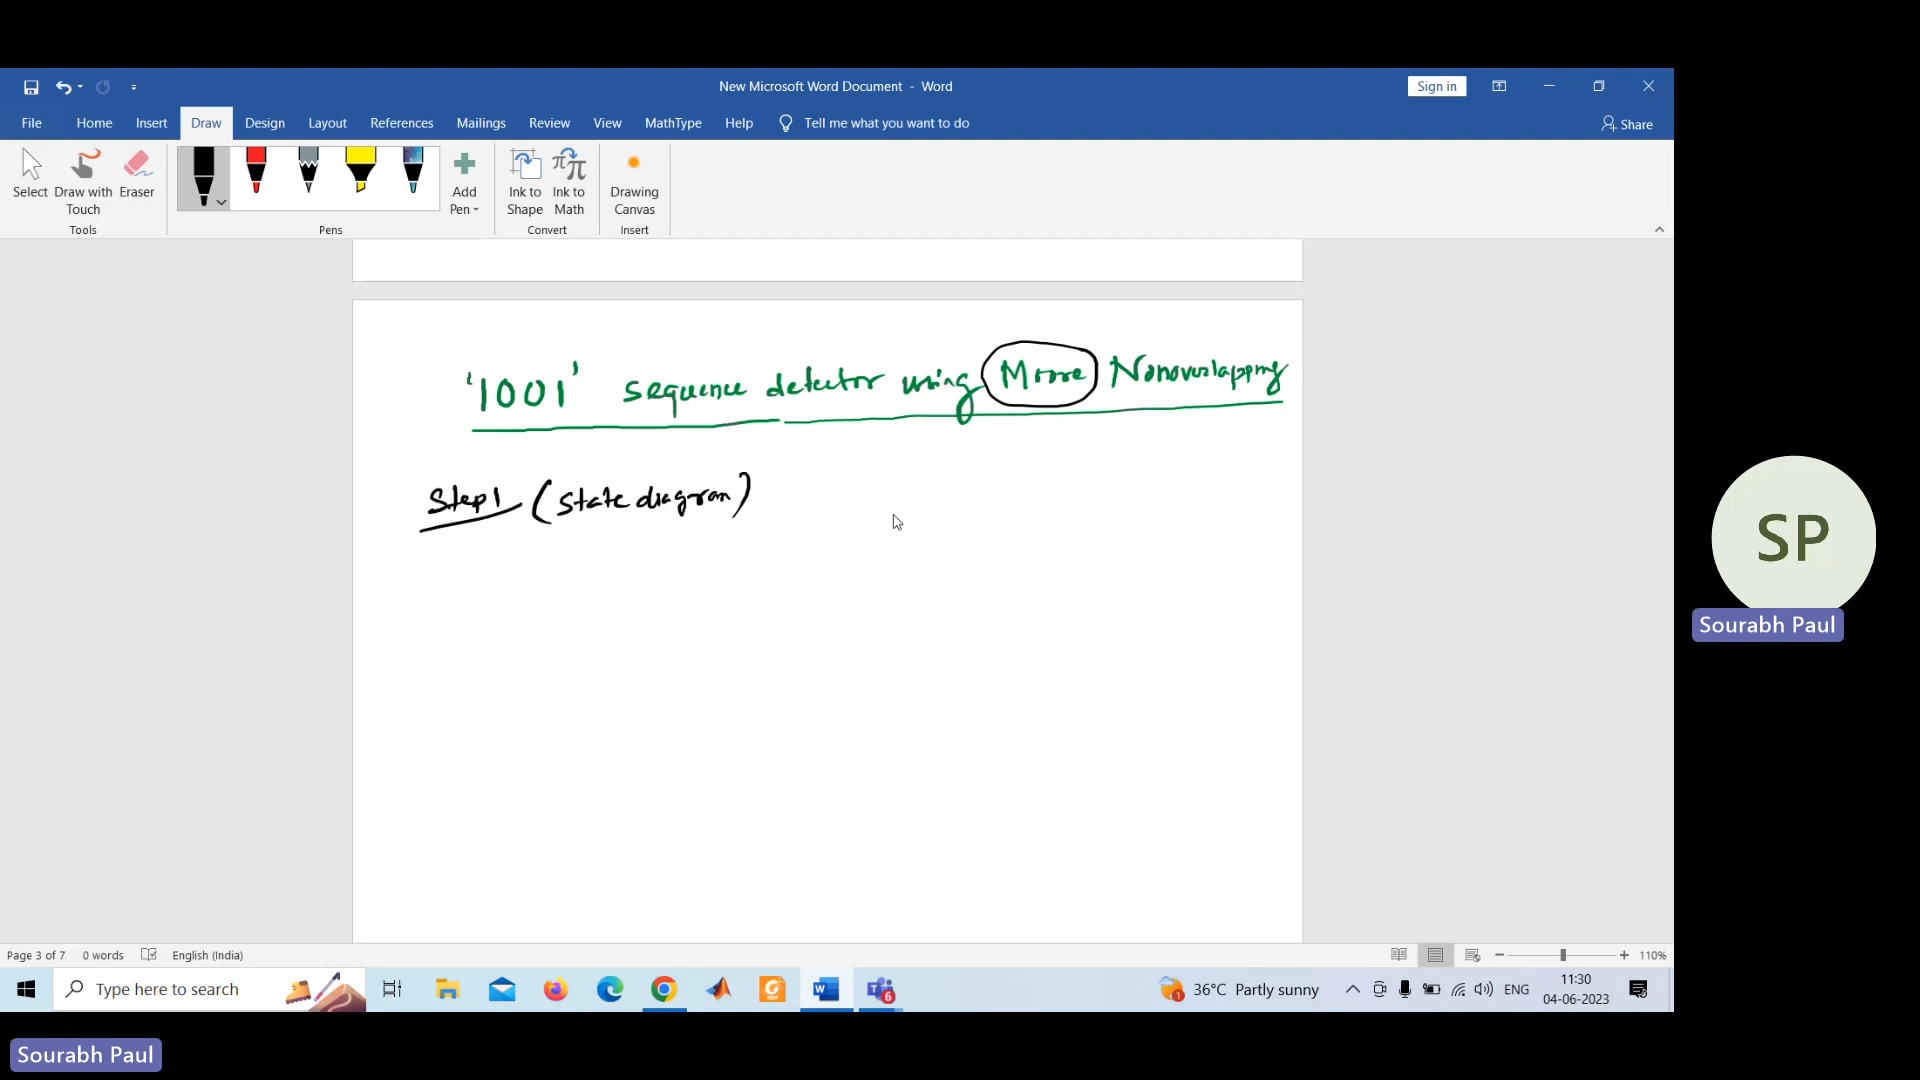 New Microsoft Word Document - Word
Sign in
File Home Insert Draw Design Layout References Mailings Review View MathType Help Tell me what you want to do Share
Select Draw with Touch Eraser
Add Pen
Ink to Shape Ink to Math
Drawing Canvas
Tools Pens Convert Insert
'1001' sequence detector using Moore Nonoverlapping
Step1 (State diagram)
SP
Sourabh Paul
Page 3 of 7 0 words English (India) 110%
Type here to search
6
1
36°C Partly sunny ENG 11:30
04-06-2023
Sourabh Paul